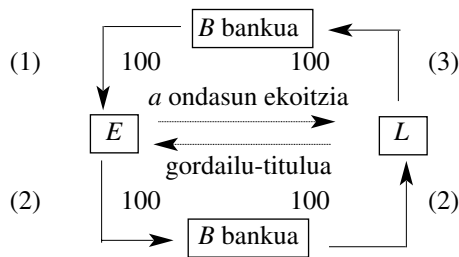 B bankua
(1) 100 100 (3)
a ondasun ekoitzia
E L
gordailu-titulua
(2) 100 100 (2)
B bankua